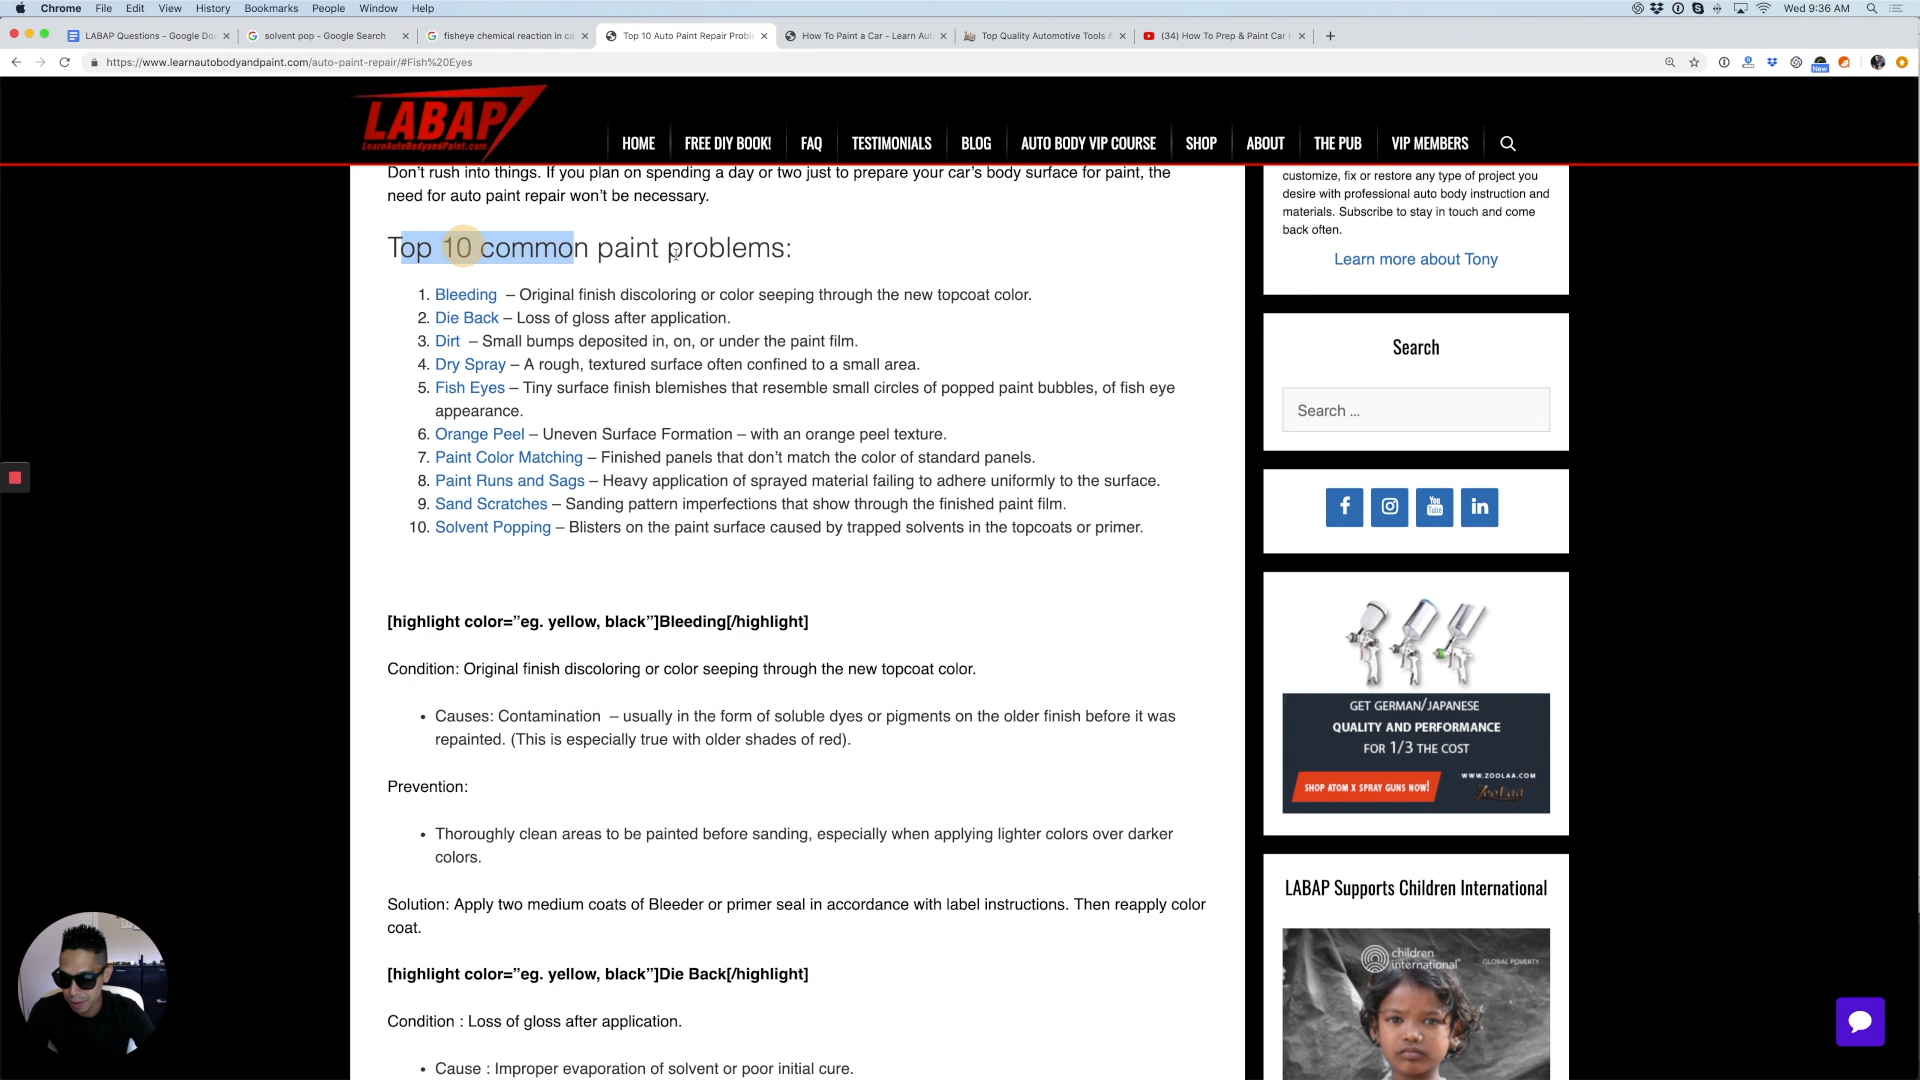 Chrome File Edit View History Bookmarks People Window Help Wed 9:36 AM
LABAP Questions - Google Do solvent pop - Google Search fisheye chemical reaction in ca Top 10 Auto Paint Repair Probl How To Paint a Car - Learn Aut Top Quality Automotive Tools & (34) How To Prep & Paint Car
https://www.learnautobodyandpaint.com/auto-paint-repair/#Fish%20Eyes
New
LABAP
LearnAutoBodyandPaint.com
HOME FREE DIY BOOK! FAQ TESTIMONIALS BLOG AUTO BODY VIP COURSE SHOP ABOUT THE PUB VIP MEMBERS
Don't rush into things. If you plan on spending a day or two just to prepare your car's body surface for paint, the
need for auto paint repair won't be necessary.
Top 10 common paint problems:
1. Bleeding – Original finish discoloring or color seeping through the new topcoat color.
2. Die Back – Loss of gloss after application.
3. Dirt – Small bumps deposited in, on, or under the paint film.
4. Dry Spray – A rough, textured surface often confined to a small area.
5. Fish Eyes – Tiny surface finish blemishes that resemble small circles of popped paint bubbles, of fish eye
appearance.
6. Orange Peel – Uneven Surface Formation – with an orange peel texture.
7. Paint Color Matching – Finished panels that don't match the color of standard panels.
8. Paint Runs and Sags – Heavy application of sprayed material failing to adhere uniformly to the surface.
9. Sand Scratches – Sanding pattern imperfections that show through the finished paint film.
10. Solvent Popping – Blisters on the paint surface caused by trapped solvents in the topcoats or primer.
[highlight color="eg. yellow, black"]Bleeding[/highlight]
Condition: Original finish discoloring or color seeping through the new topcoat color.
• Causes: Contamination – usually in the form of soluble dyes or pigments on the older finish before it was
repainted. (This is especially true with older shades of red).
Prevention:
• Thoroughly clean areas to be painted before sanding, especially when applying lighter colors over darker
colors.
Solution: Apply two medium coats of Bleeder or primer seal in accordance with label instructions. Then reapply color
coat.
[highlight color="eg. yellow, black"]Die Back[/highlight]
Condition : Loss of gloss after application.
• Cause : Improper evaporation of solvent or poor initial cure.
customize, fix or restore any type of project you
desire with professional auto body instruction and
materials. Subscribe to stay in touch and come
back often.
Learn more about Tony
Search
Search ...
You
Tube
GET GERMAN/JAPANESE
QUALITY AND PERFORMANCE
FOR 1/3 THE COST
SHOP ATOM X SPRAY GUNS NOW!
WWW.ZOOLAA.COM
ZooLaa
LABAP Supports Children International
children
international
GLOBAL POVERTY